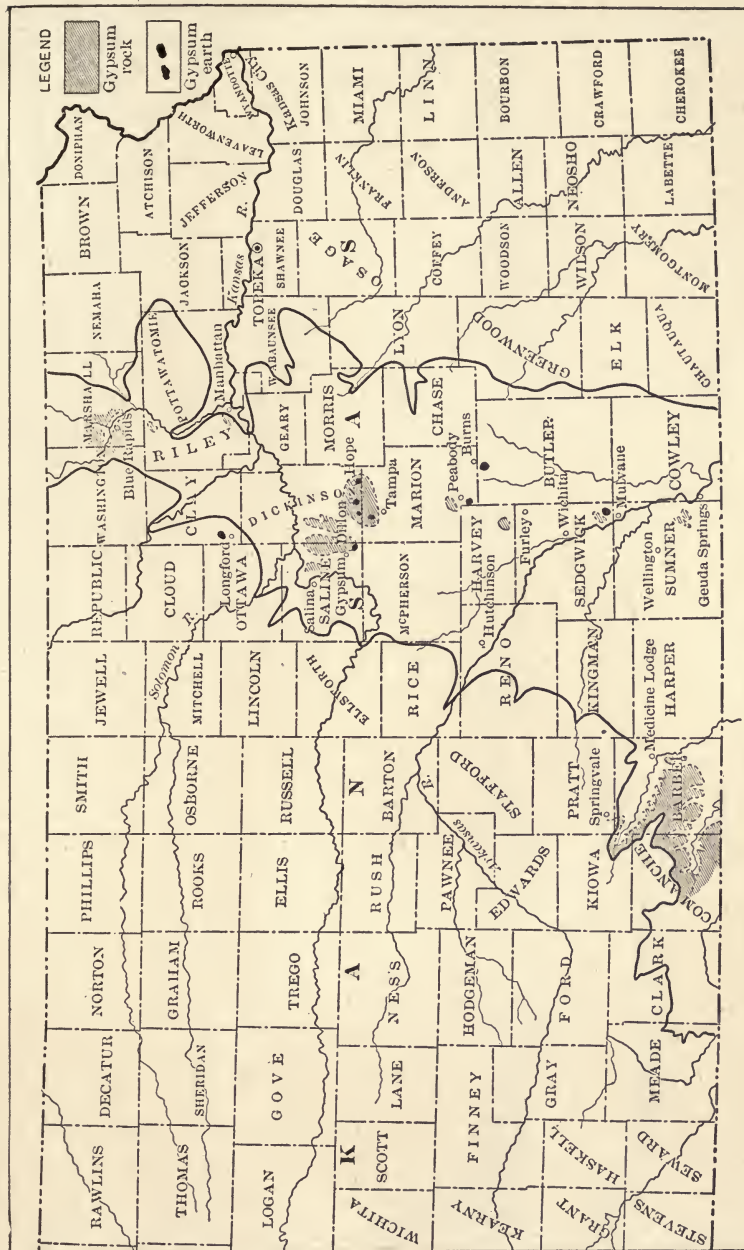 LEGEND
Gypsum
rock
Gypsum
earth
RAWLINS
DECATUR
NORTON
PHILLIPS
SMITH
JEWELL
REPUBLIC
WASHINGTON
MARSHALL
NEMAHA
BROWN
DONIPHAN
Blue Rapids
THOMAS
SHERIDAN
GRAHAM
ROOKS
OSBORNE
MITCHELL
Solomon R.
CLOUD
CLAY
RILEY
POTTAWATOMIE
JACKSON
ATCHISON
JEFFERSON
LEAVENWORTH
WYANDOTTE
Kansas City
Manhattan
Kansas R.
Longford
OTTAWA
LOGAN
GOVE
TREGO
ELLIS
RUSSELL
LINCOLN
SALINE
Salina
Gypsum
DICKINSO
Dillon
Hope
GEARY
WABAUNSEE
TOPEKA
SHAWNEE
DOUGLAS
JOHNSON
KANSAS
WICHITA
SCOTT
LANE
NESS
RUSH
BARTON
ELLSWORTH
RICE
McPHERSON
MARION
Tampa
MORRIS
CHASE
LYON
OSAGE
COFFEY
FRANKLIN
ANDERSON
MIAMI
LINN
KEARNY
FINNEY
HODGEMAN
PAWNEE
Arkansas R.
EDWARDS
STAFFORD
RENO
Hutchinson
HARVEY
Peabody
Burns
BUTLER
GREENWOOD
WOODSON
ALLEN
BOURBON
GRANT
HASKELL
GRAY
FORD
KIOWA
PRATT
Springvale
KINGMAN
SEDGWICK
Furley
Wichita
Mulvane
ELK
WILSON
NEOSHO
CRAWFORD
STEVENS
SEWARD
MEADE
CLARK
COMANCHE
BARBER
Medicine Lodge
HARPER
Wellington
SUMNER
Geuda Springs
COWLEY
CHAUTAUQUA
MONTGOMERY
LABETTE
CHEROKEE